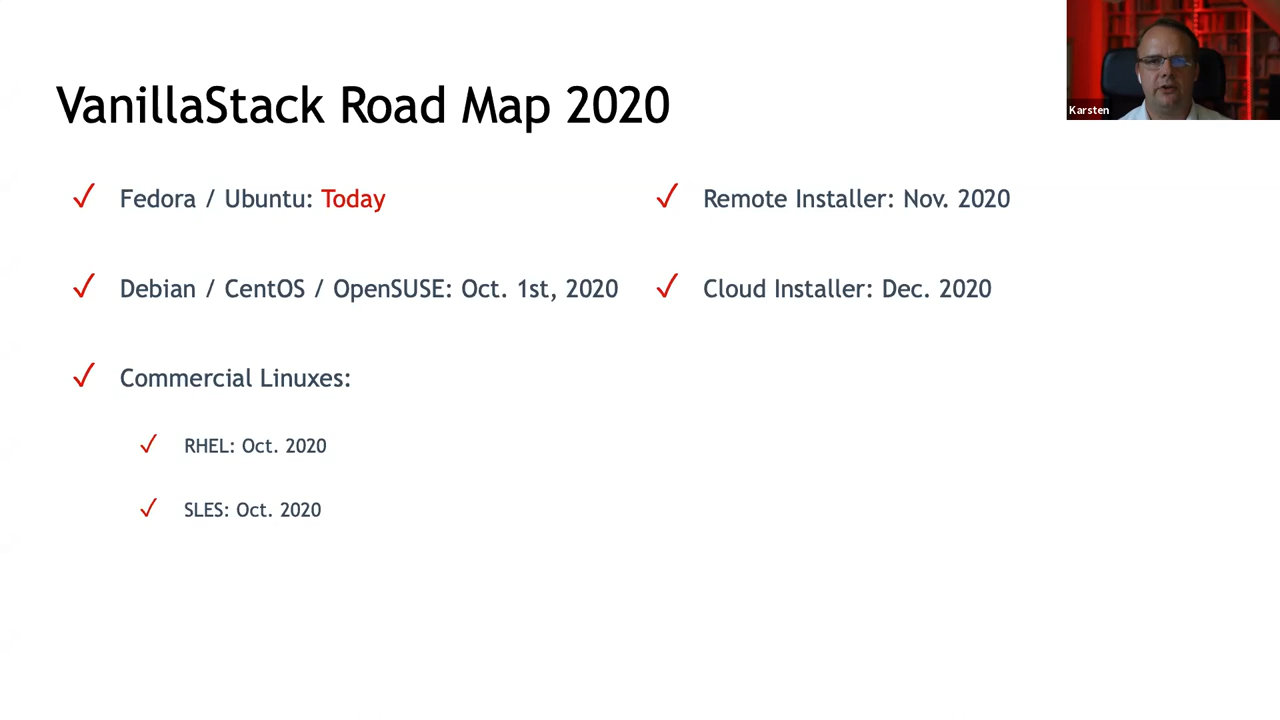 VanillaStack Road Map 2020
Karsten
Fedora / Ubuntu: Today
Debian / CentOS / OpenSUSE: Oct. 1st, 2020
Commercial Linuxes:
RHEL: Oct. 2020
SLES: Oct. 2020
Remote Installer: Nov. 2020
Cloud Installer: Dec. 2020